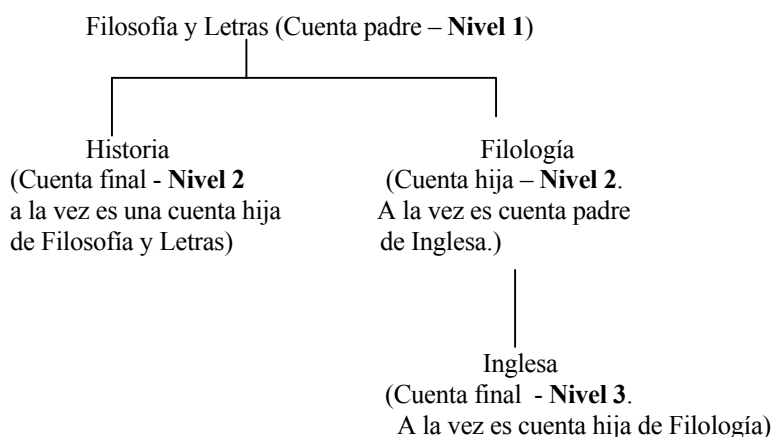 Filosofía y Letras (Cuenta padre – Nivel 1)
Historia
(Cuenta final - Nivel 2
a la vez es una cuenta hija
de Filosofía y Letras)
Filología
(Cuenta hija – Nivel 2.
A la vez es cuenta padre
de Inglesa.)
Inglesa
(Cuenta final - Nivel 3.
A la vez es cuenta hija de Filología)